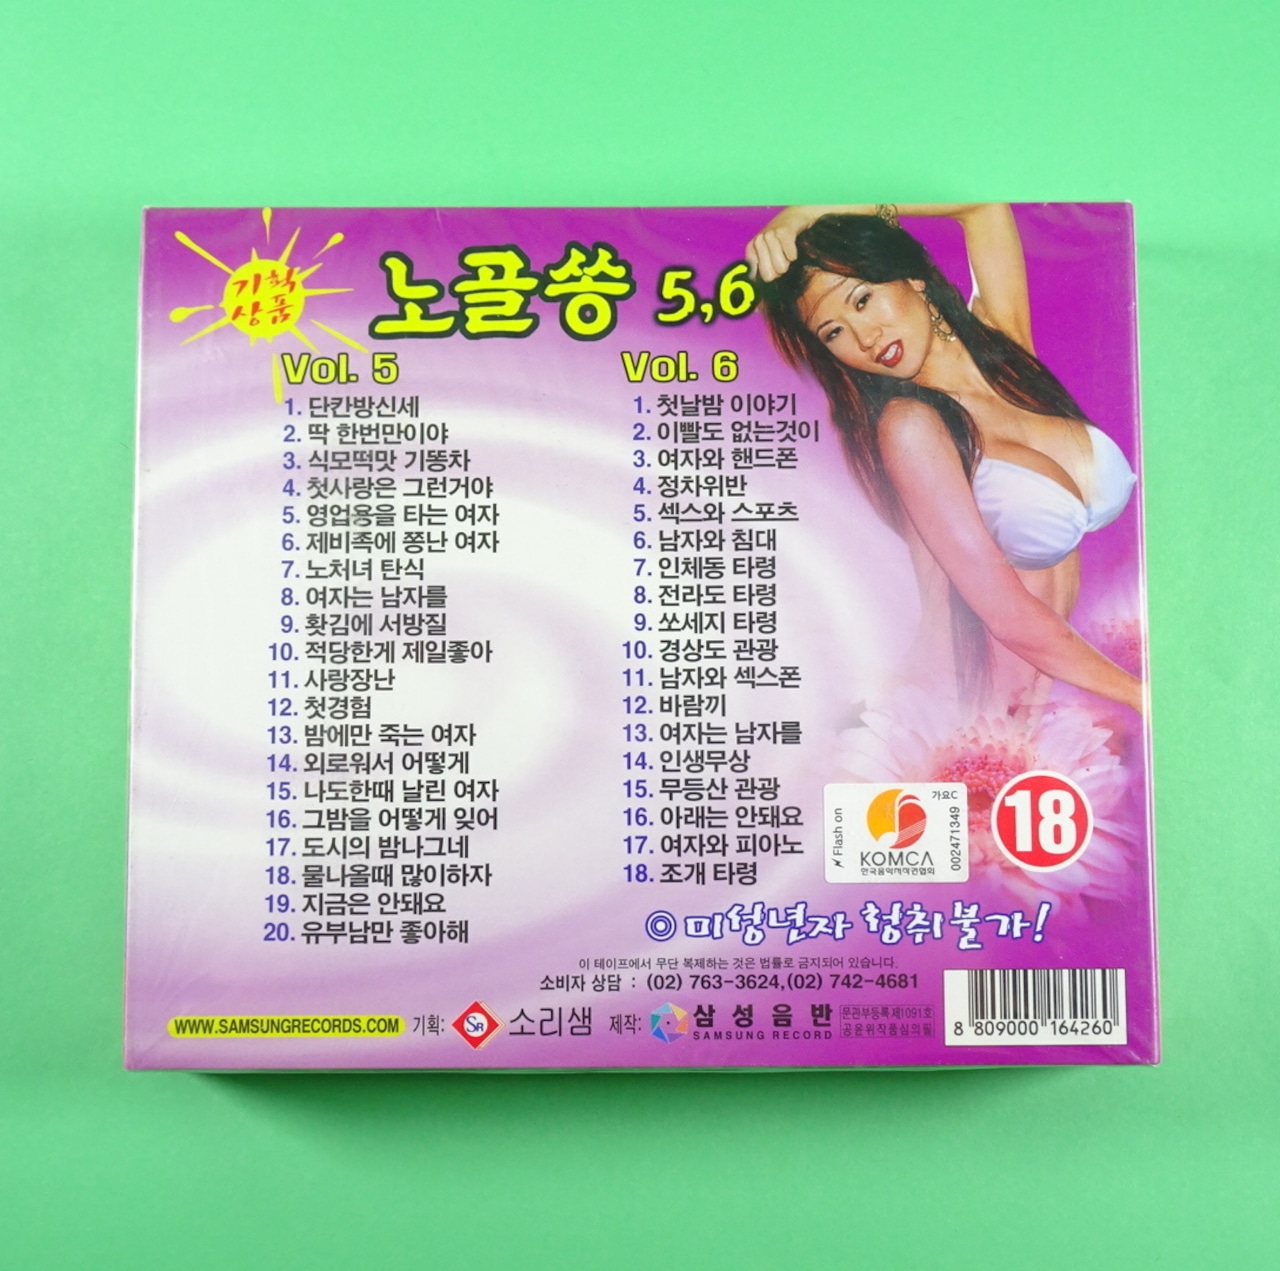 기획
상품
노골쏭 5,6
Vol. 5
1. 단칸방신세
2. 딱 한번만이야
3. 식모떡맛 기똥차
4. 첫사랑은 그런거야
5. 영업용을 타는 여자
6. 제비족에 쫑난 여자
7. 노처녀 탄식
8. 여자는 남자를
9. 홧김에 서방질
10. 적당한게 제일좋아
11. 사랑장난
12. 첫경험
13. 밤에만 죽는 여자
14. 외로워서 어떻게
15. 나도한때 날린 여자
16. 그밤을 어떻게 잊어
17. 도시의 밤나그네
18. 물나올때 많이하자
19. 지금은 안돼요
20. 유부남만 좋아해
Vol. 6
1. 첫날밤 이야기
2. 이빨도 없는것이
3. 여자와 핸드폰
4. 정차위반
5. 섹스와 스포츠
6. 남자와 침대
7. 인체동 타령
8. 전라도 타령
9. 쏘세지 타령
10. 경상도 관광
11. 남자와 섹스폰
12. 바람끼
13. 여자는 남자를
14. 인생무상
15. 무등산 관광
16. 아래는 안돼요
17. 여자와 피아노
18. 조개 타령
Flash on
가요C
KOMCA
한국음악저작권협회
002471349
18
◎ 미성년자 청취불가!
이 테이프에서 무단 복제하는 것은 법률로 금지되어 있습니다.
소비자 상담 : (02) 763-3624,(02) 742-4681
WWW.SAMSUNGRECORDS.COM 기획: SR 소리샘 제작: 삼성음반
SAMSUNG RECORD
문관부등록제1091호
공윤위작품심의필
8 809000 164260